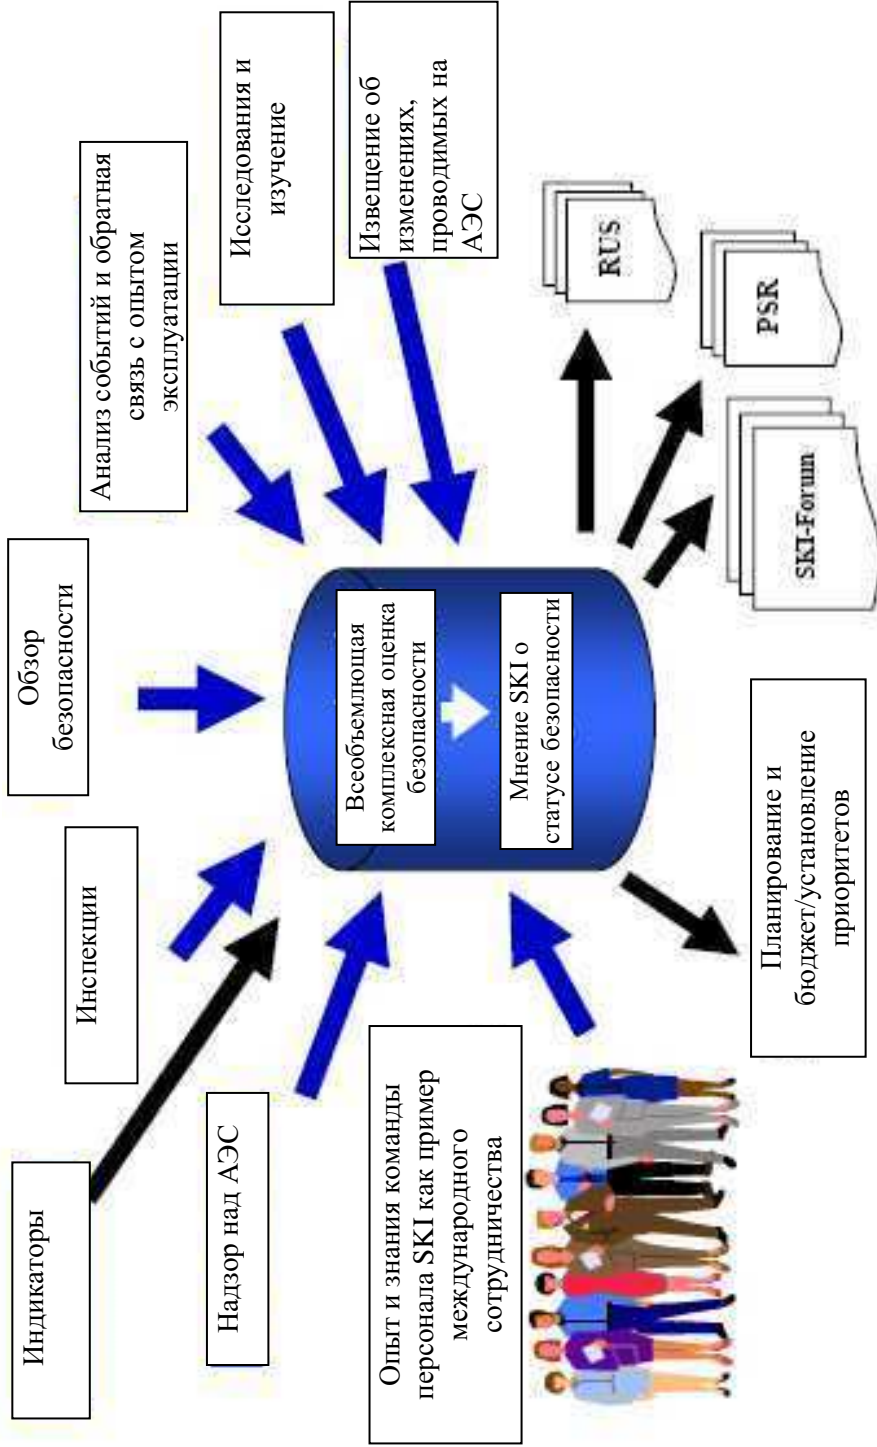 Индикаторы
Инспекции
Обзор
безопасности
Анализ событий и обратная
связь с опытом
эксплуатации
Исследования и
изучение
Извещение об
изменениях,
проводимых на
АЭС
Надзор над АЭС
Опыт и знания команды
персонала SKI как пример
международного
сотрудничества
Всеобъемлющая
комплексная оценка
безопасности
Мнение SKI о
статусе безопасности
Планирование и
бюджет/установление
приоритетов
SKI-Forum
PSR
RUS